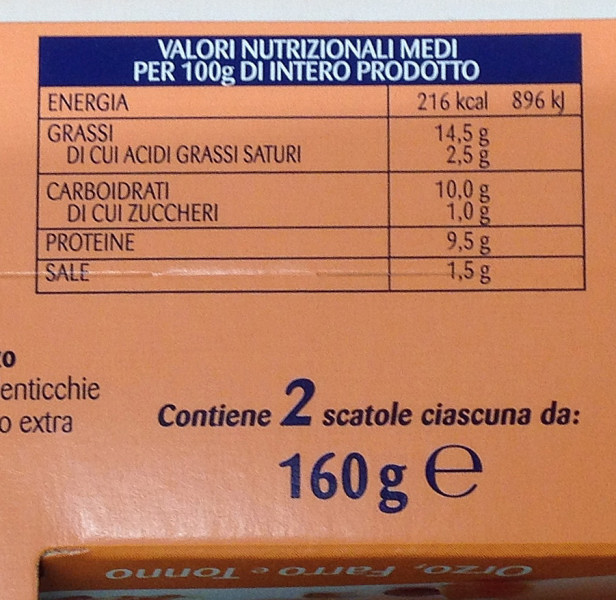 VALORI NUTRIZIONALI MEDI
PER 100g DI INTERO PRODOTTO
ENERGIA 216 kcal 896 kJ
GRASSI 14,5 g
DI CUI ACIDI GRASSI SATURI 2,5 g
CARBOIDRATI 10,0 g
DI CUI ZUCCHERI 1,0 g
PROTEINE 9,5 g
SALE 1,5 g
enticchie
o extra
Contiene 2 scatole ciascuna da:
160 g ℮
Orzo, Farro e Tonno